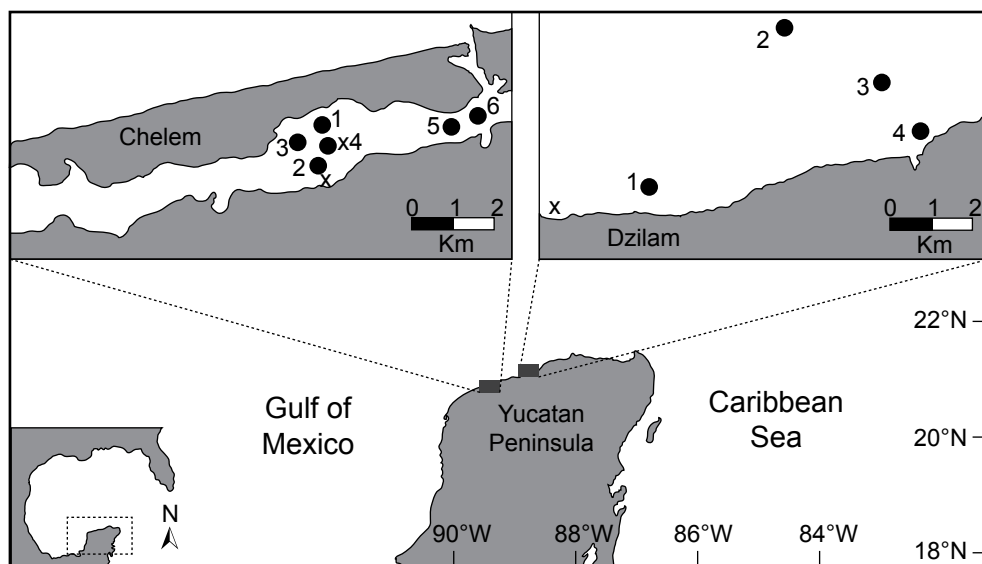 Chelem
1
3
x4
2
x
5
6
0 1 2
Km
2
3
4
1
x
Dzilam
0 1 2
Km
22°N
Gulf of
Mexico
Yucatan
Peninsula
Caribbean
Sea
20°N
N
90°W 88°W 86°W 84°W 18°N